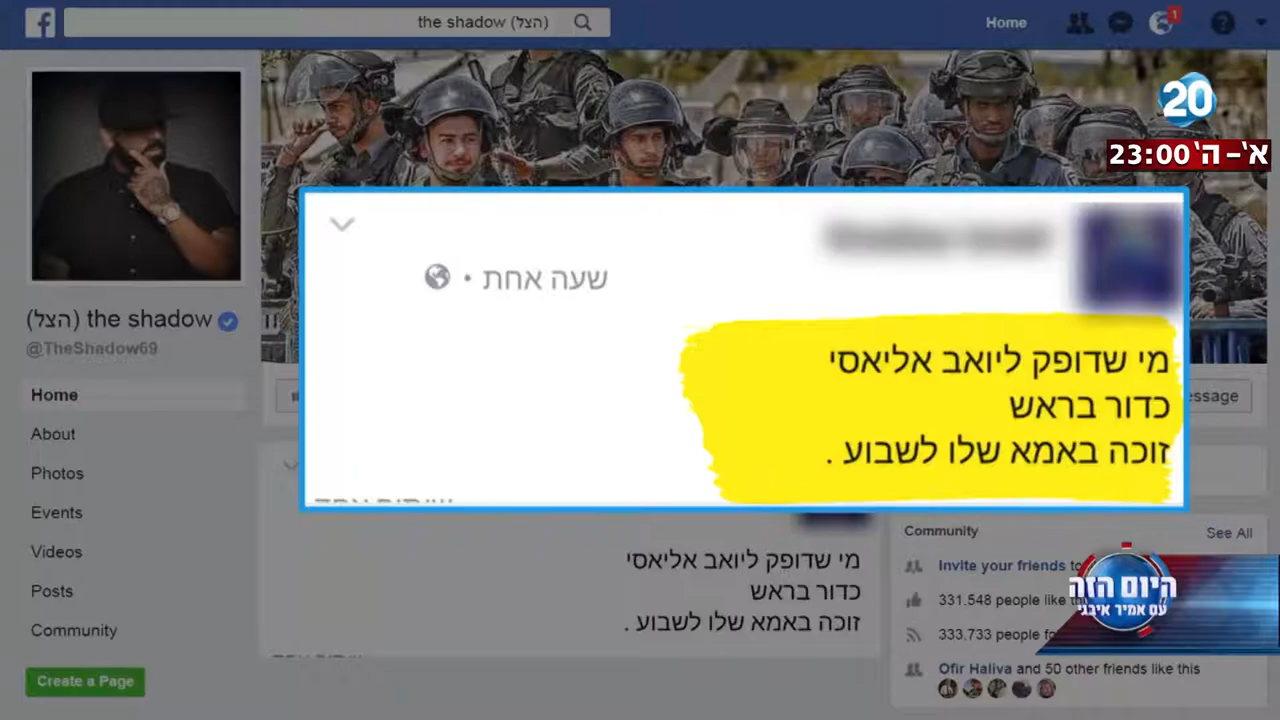 the shadow (הצל)
Home
1
20
א'-ה' 23:00
שעה אחת
מי שדופק ליואב אליאסי
כדור בראש
זוכה באמא שלו לשבוע .
(הצל) the shadow
@TheShadow69
Home
About
Photos
Events
Videos
Posts
Community
Create a Page
מי שדופק ליואב אליאסי
כדור בראש
זוכה באמא שלו לשבוע .
Community
See All
Invite your friends
331.548 people like
333.733 people
Ofir Haliva and 50 other friends like this
היום הזה
עם אמיר איבגי